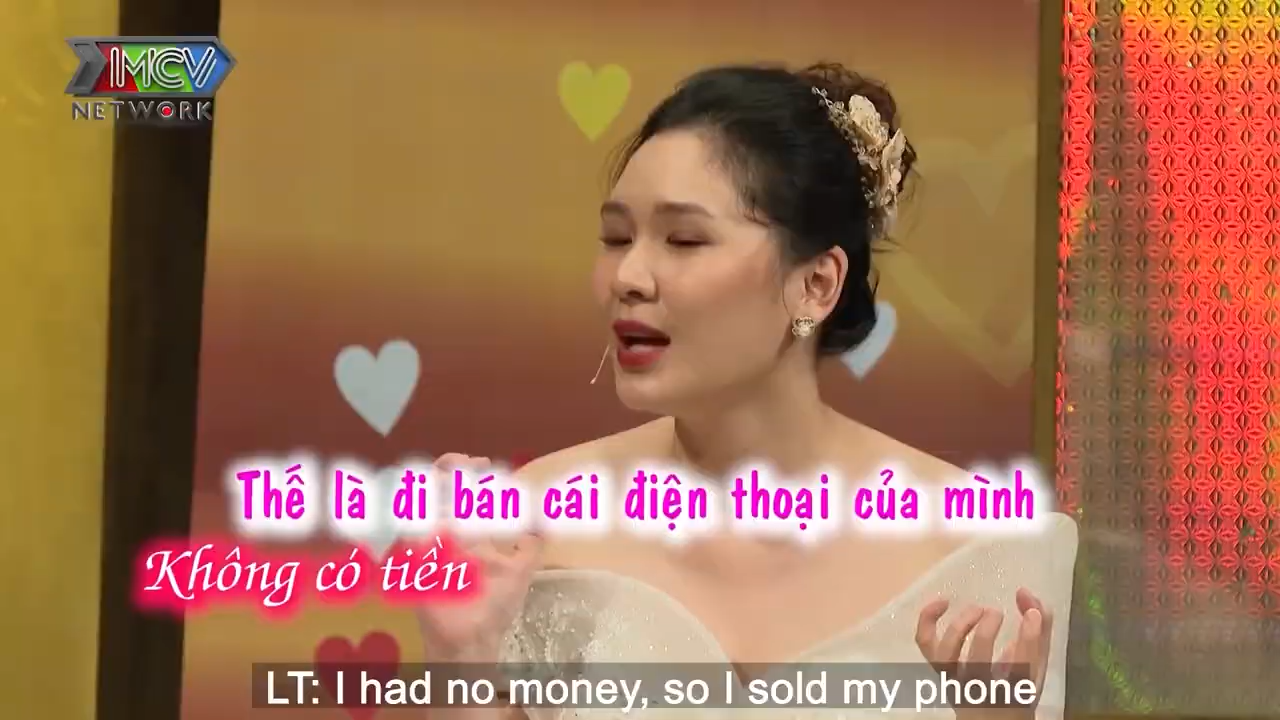 MCV
NETWORK
Thế là đi bán cái điện thoại của mình
Không có tiền
LT: I had no money, so I sold my phone